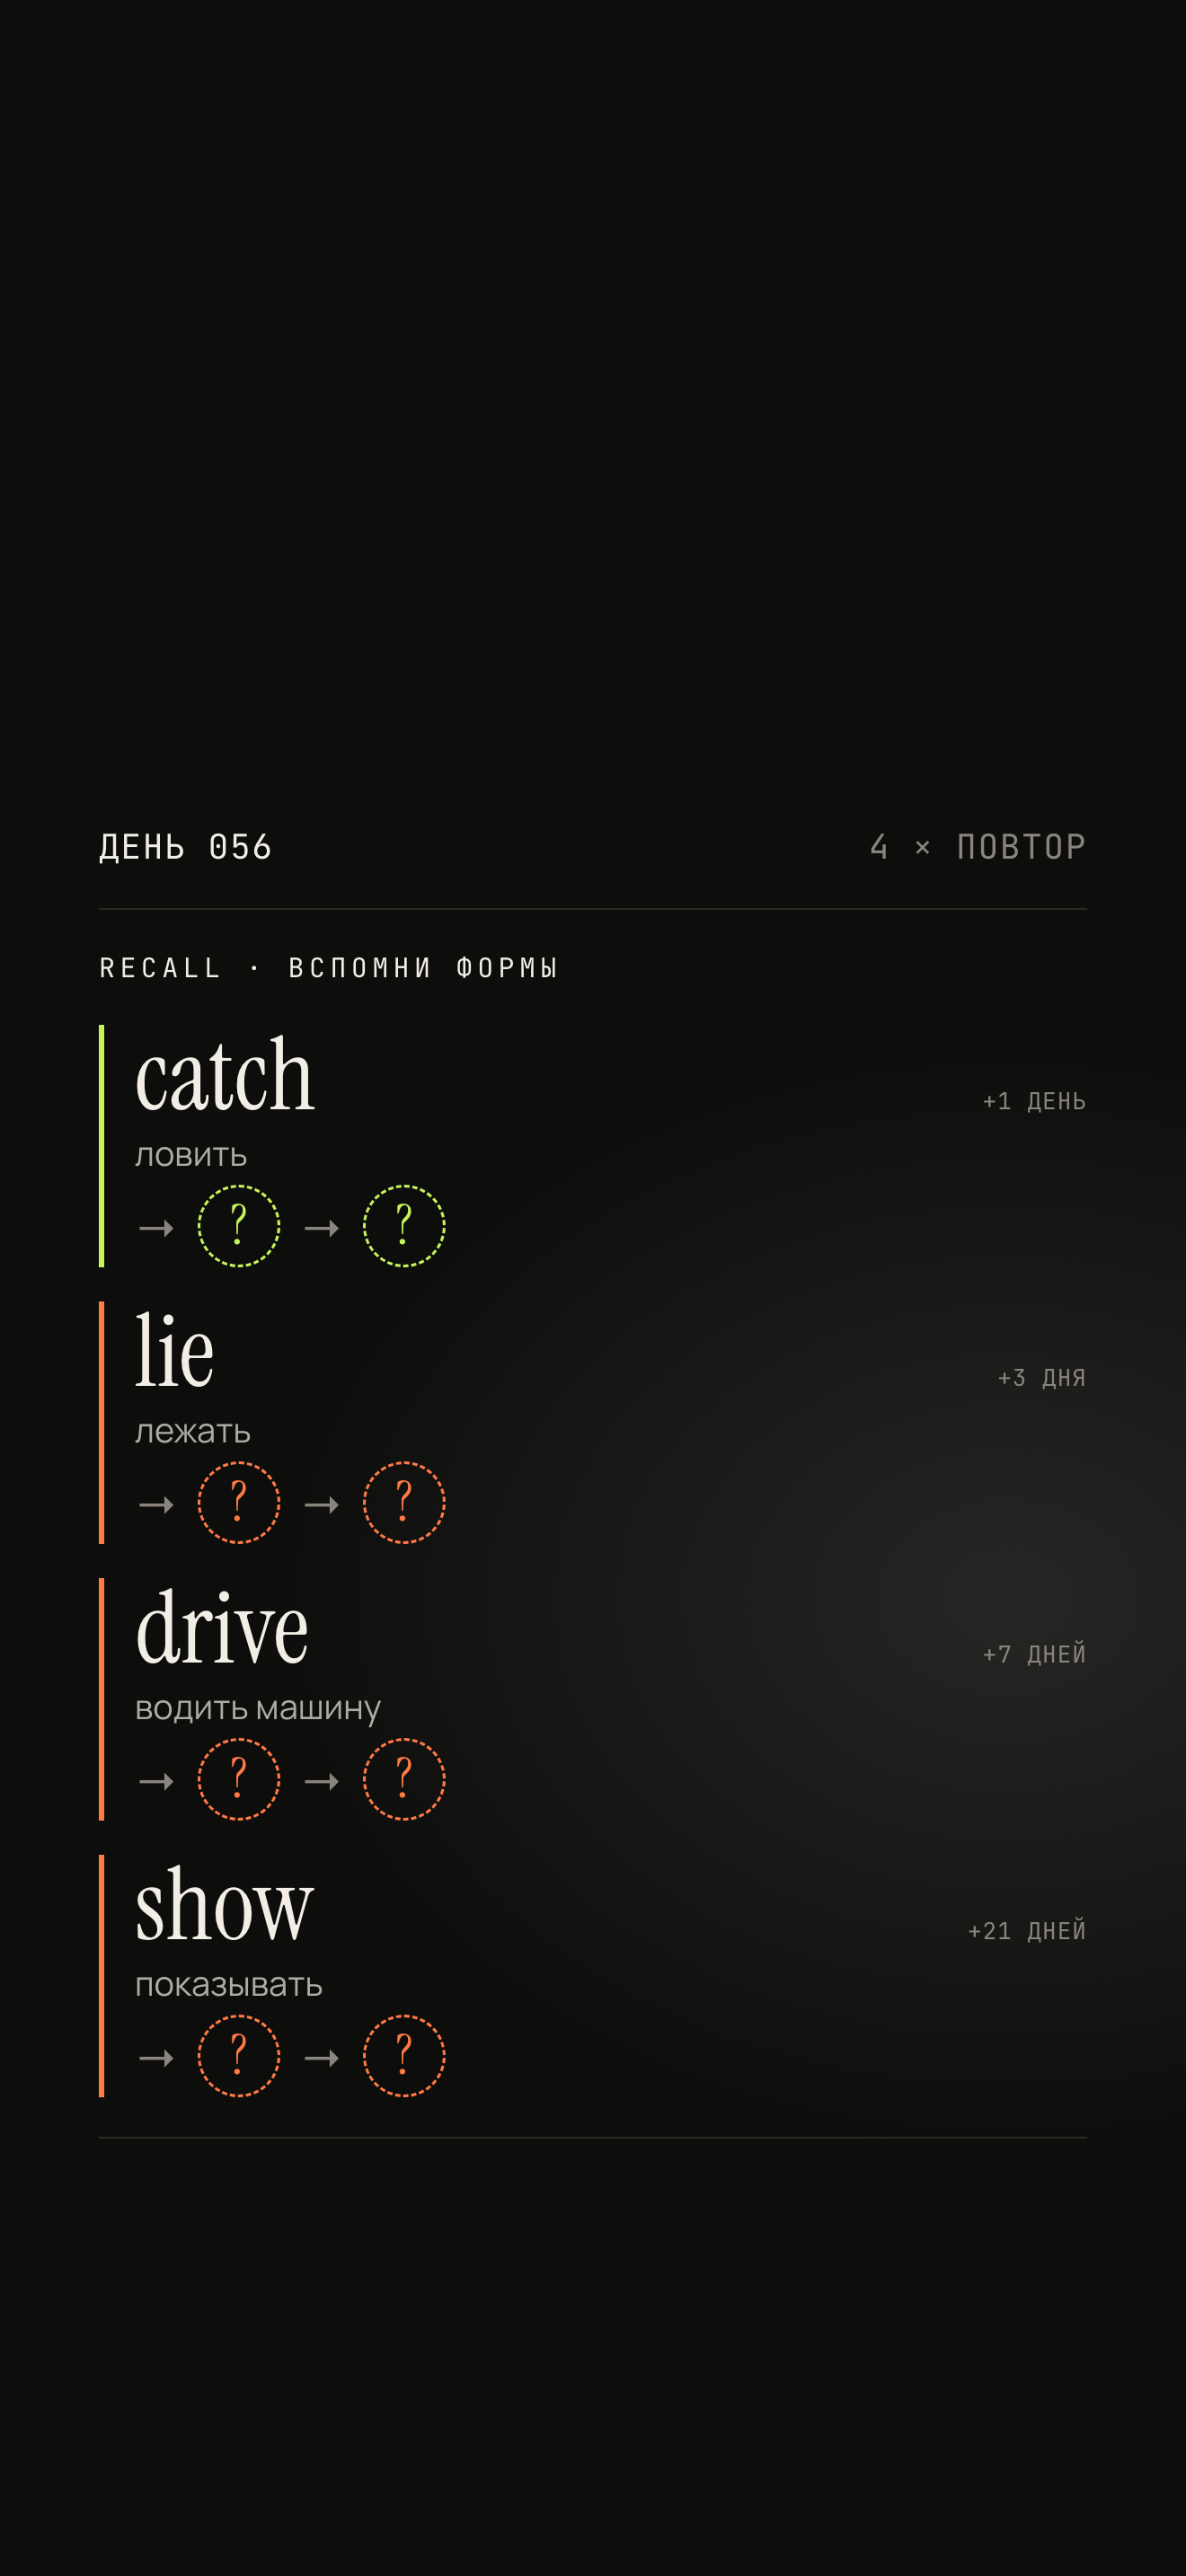 ДЕНЬ 056
4 × ПОВТОР
RECALL · ВСПОМНИ ФОРМЫ
catch
+1 ДЕНЬ
ловить
→ ? → ?
lie
+3 ДНЯ
лежать
→ ? → ?
drive
+7 ДНЕЙ
водить машину
→ ? → ?
show
+21 ДНЕЙ
показывать
→ ? → ?